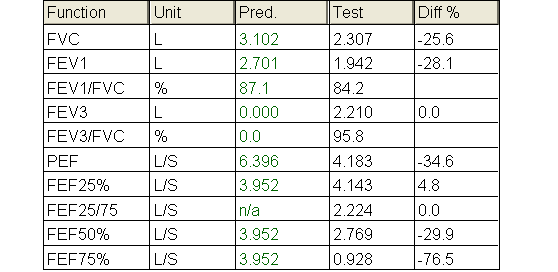 Function Unit Pred. Test Diff %
FVC L 3.102 2.307 -25.6
FEV1 L 2.701 1.942 -28.1
FEV1/FVC % 87.1 84.2
FEV3 L 0.000 2.210 0.0
FEV3/FVC % 0.0 95.8
PEF L/S 6.396 4.183 -34.6
FEF25% L/S 3.952 4.143 4.8
FEF25/75 L/S n/a 2.224 0.0
FEF50% L/S 3.952 2.769 -29.9
FEF75% L/S 3.952 0.928 -76.5